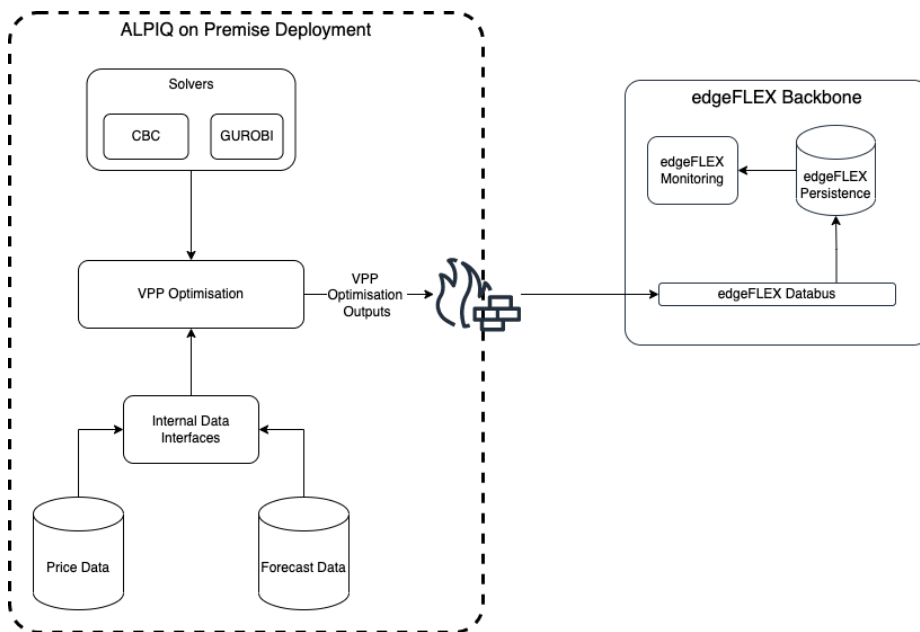 ALPIQ on Premise Deployment
Solvers
CBC
GUROBI
VPP Optimisation
VPP
Optimisation
Outputs
Internal Data
Interfaces
Price Data
Forecast Data
edgeFLEX Backbone
edgeFLEX
Monitoring
edgeFLEX
Persistence
edgeFLEX Databus